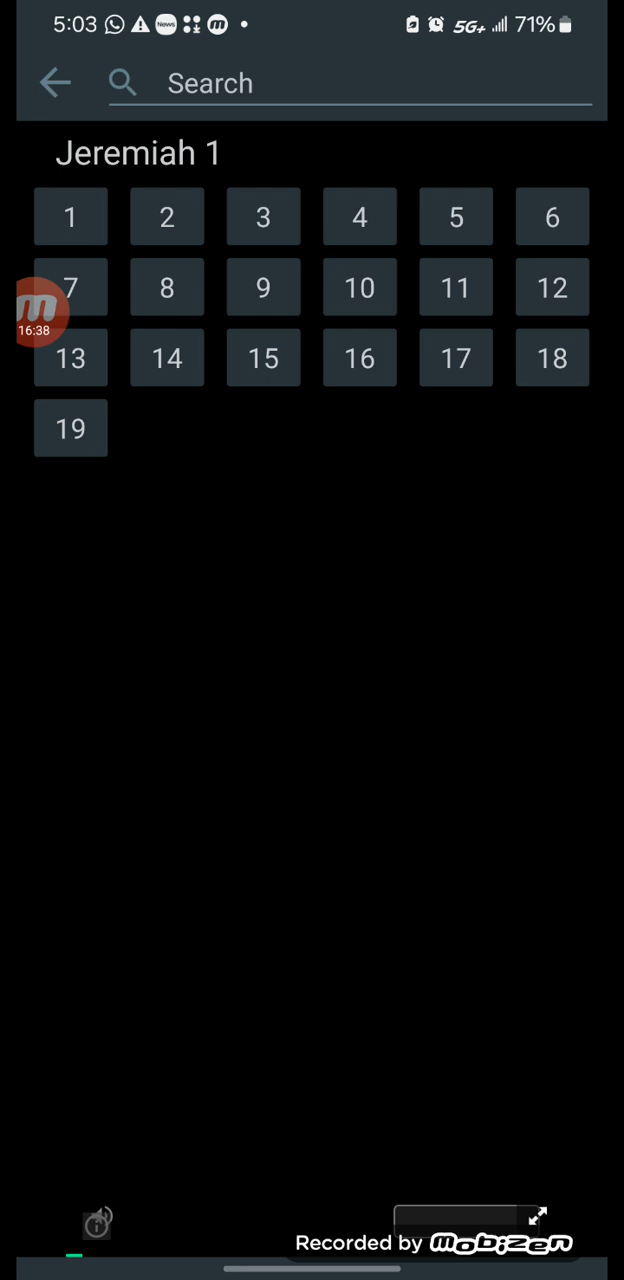 5:03 News m 5G+ 71%
Search
Jeremiah 1
1 2 3 4 5 6
7 8 9 10 11 12
m
16:38
13 14 15 16 17 18
19
Recorded by mobizen